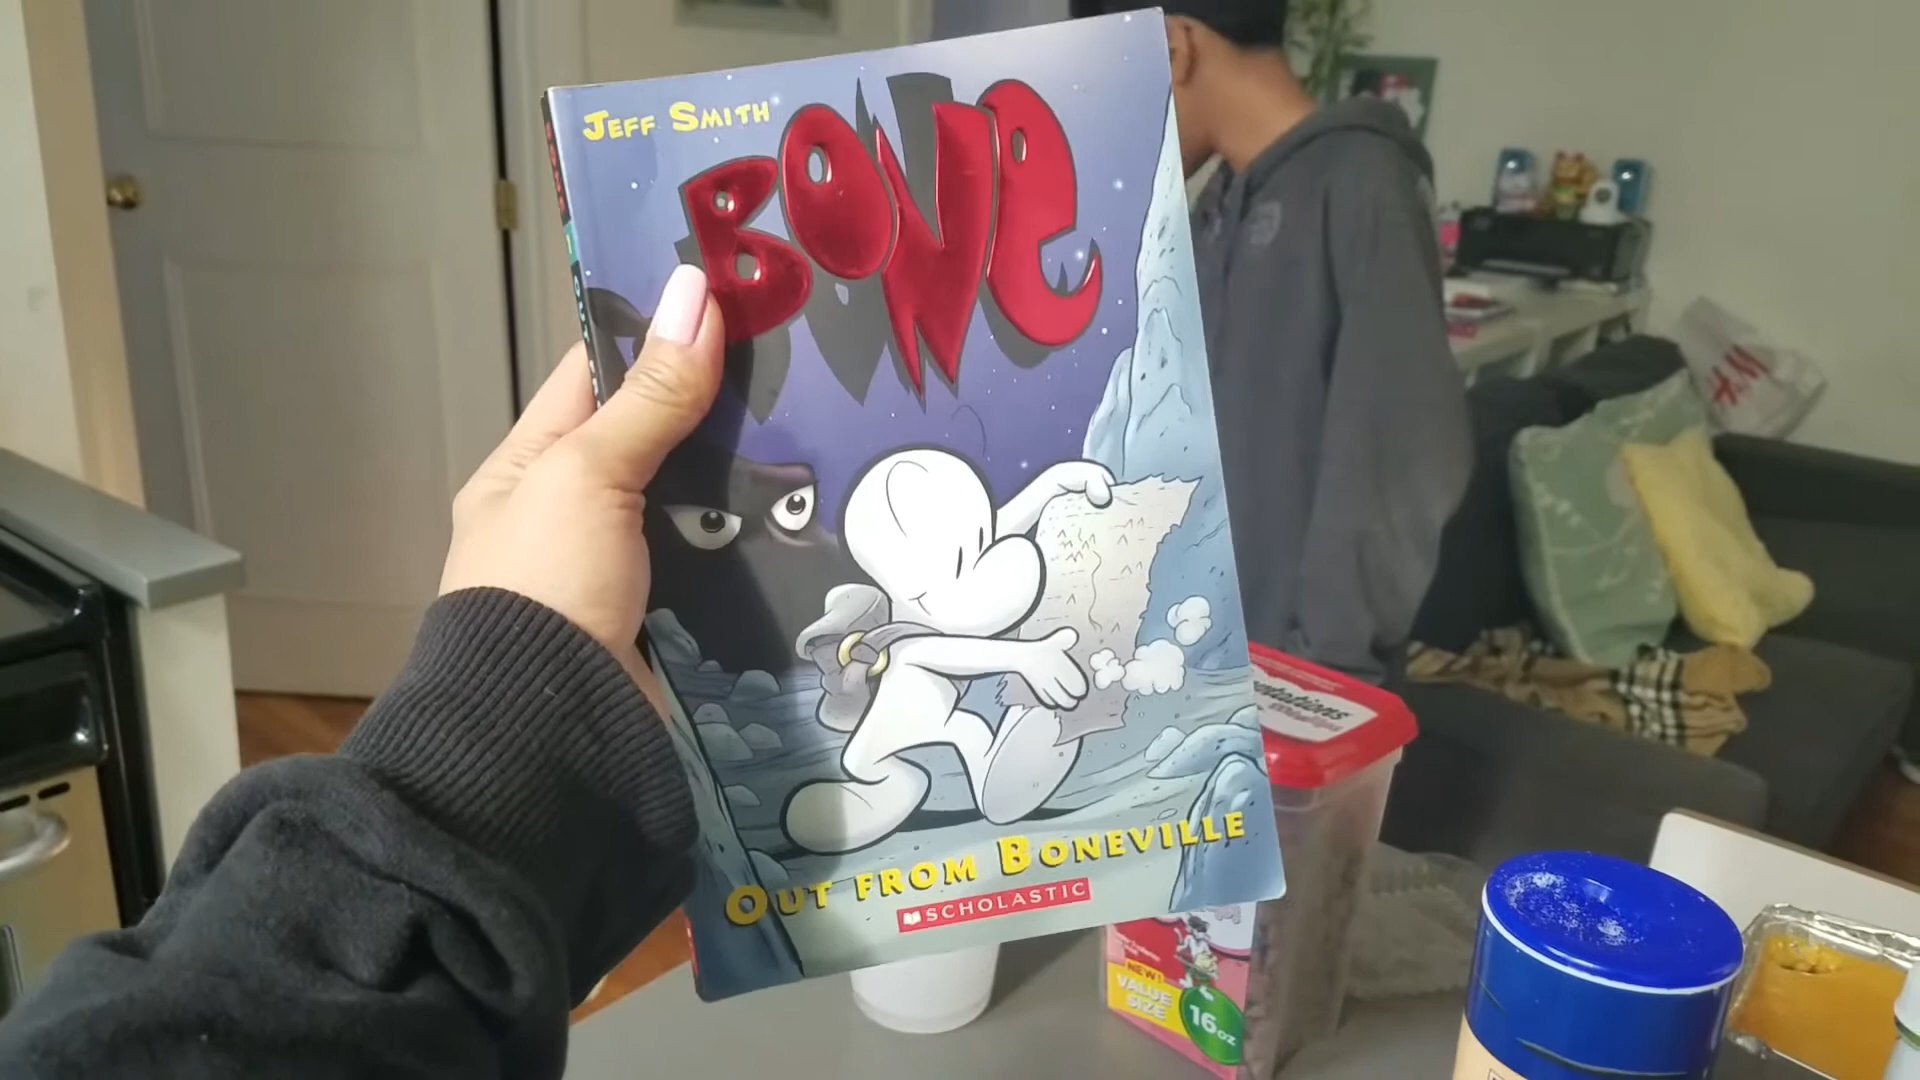 JEFF SMITH
BONE
OUT FROM BONEVILLE
SCHOLASTIC
NEW!
VALUE
SIZE
16OZ
H&M